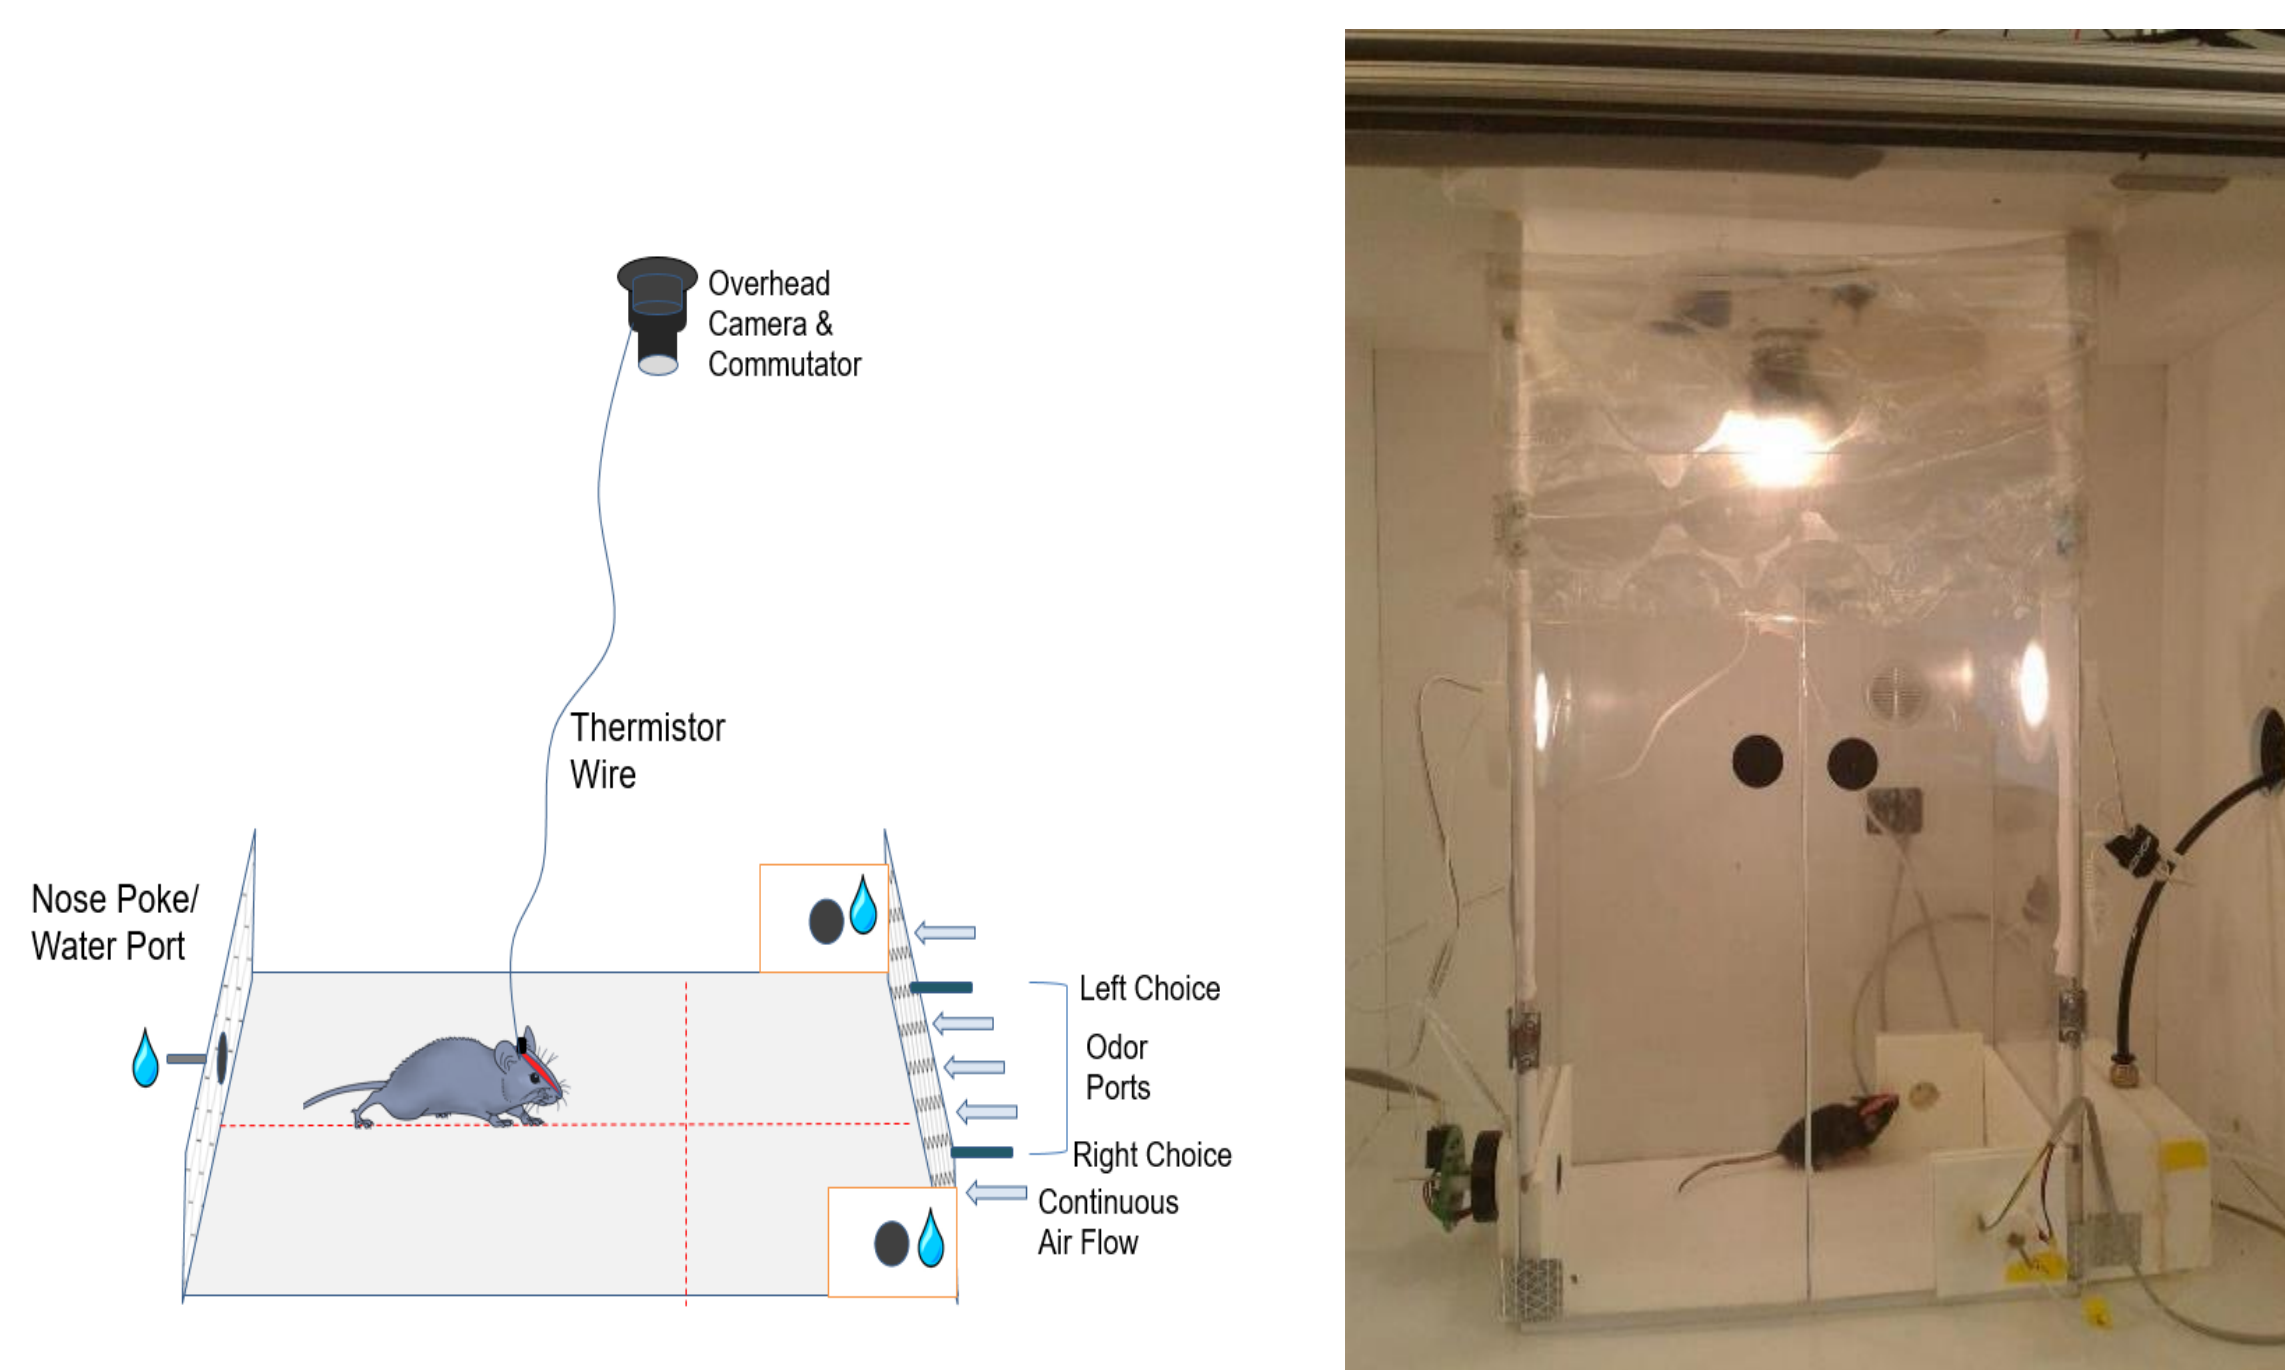 Overhead
Camera &
Commutator
Thermistor
Wire
Nose Poke/
Water Port
Left Choice
Odor
Ports
Right Choice
Continuous
Air Flow